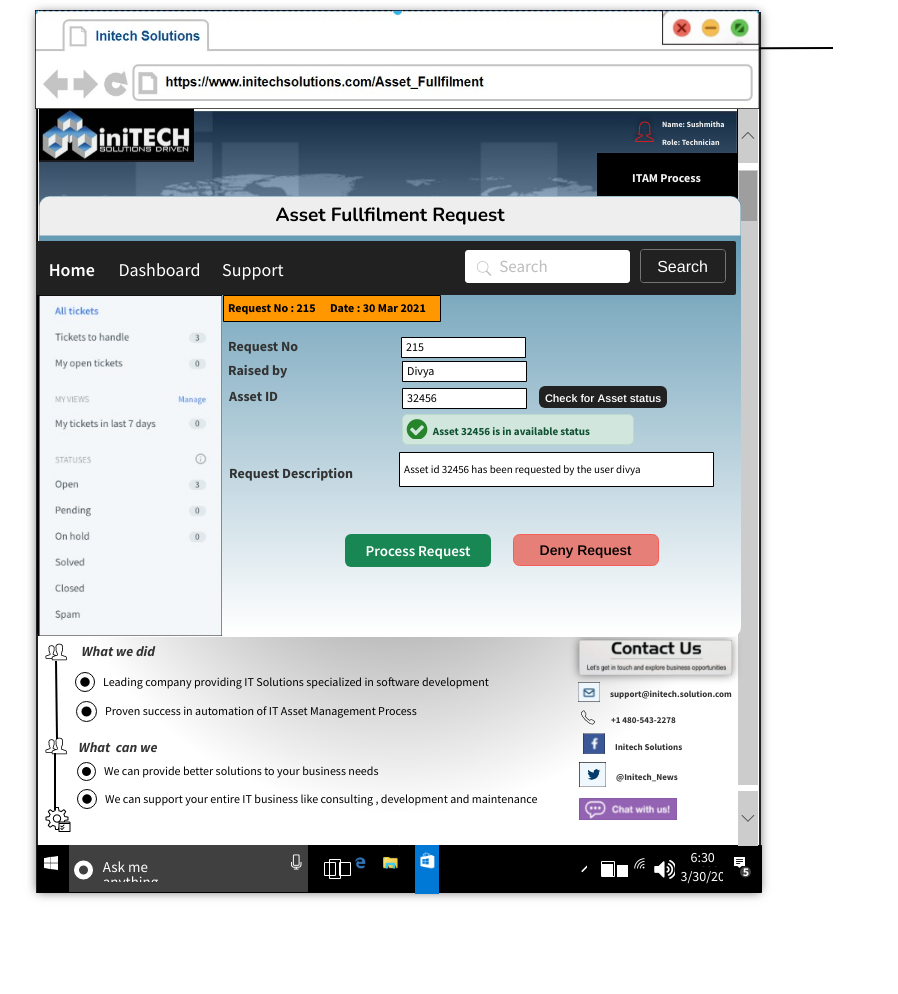 Initech Solutions
https://www.initechsolutions.com/Asset_Fullfilment
iniTECH
SOLUTIONS DRIVEN
Name: Sushmitha
Role: Technician
ITAM Process
Asset Fullfilment Request
Home Dashboard Support Search Search
All tickets
Tickets to handle 3
My open tickets 0
MY VIEWS Manage
My tickets in last 7 days 0
STATUSES
Open 3
Pending 0
On hold 0
Solved
Closed
Spam
Request No : 215 Date : 30 Mar 2021
Request No 215
Raised by Divya
Asset ID 32456 Check for Asset status
Asset 32456 is in available status
Request Description Asset id 32456 has been requested by the user divya
Process Request Deny Request
What we did
Leading company providing IT Solutions specialized in software development
Proven success in automation of IT Asset Management Process
What can we
We can provide better solutions to your business needs
We can support your entire IT business like consulting , development and maintenance
Contact Us
Let's get in touch and explore business opportunities
support@initech.solution.com
+1 480-543-2278
Initech Solutions
@Initech_News
Chat with us!
Ask me
anything
6:30
3/30/20
5